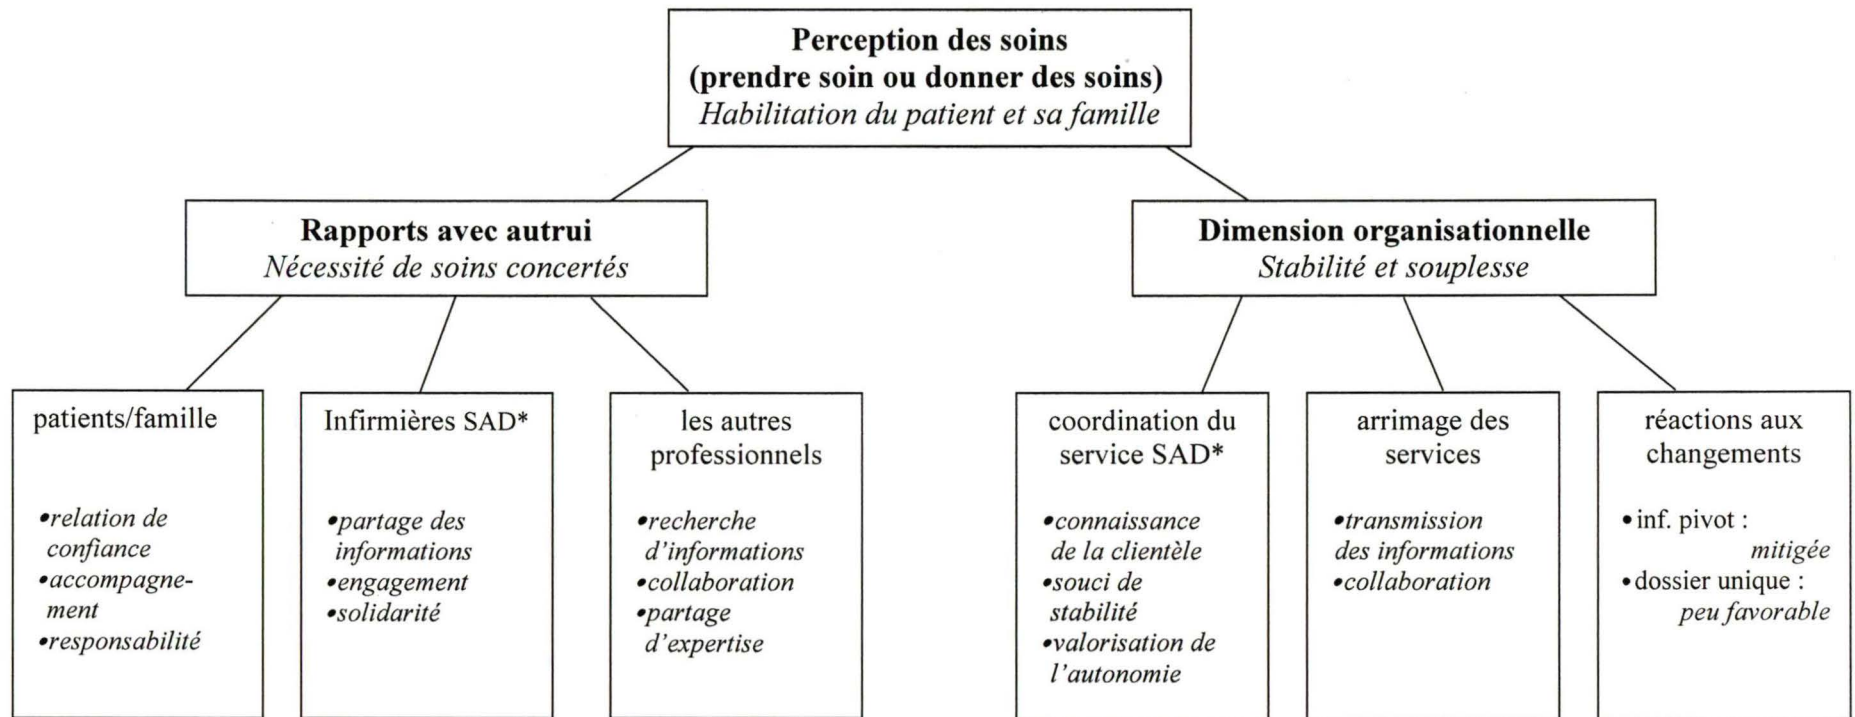 Perception des soins
(prendre soin ou donner des soins)
Habilitation du patient et sa famille
Rapports avec autrui
Nécessité de soins concertés
Dimension organisationnelle
Stabilité et souplesse
patients/famille
•relation de
confiance
•accompagne-
ment
•responsabilité
Infirmières SAD*
•partage des
informations
•engagement
•solidarité
les autres
professionnels
•recherche
d'informations
•collaboration
•partage
d'expertise
coordination du
service SAD*
•connaissance
de la clientèle
•souci de
stabilité
•valorisation de
l'autonomie
arrimage des
services
•transmission
des informations
•collaboration
réactions aux
changements
•inf. pivot :
mitigée
•dossier unique :
peu favorable